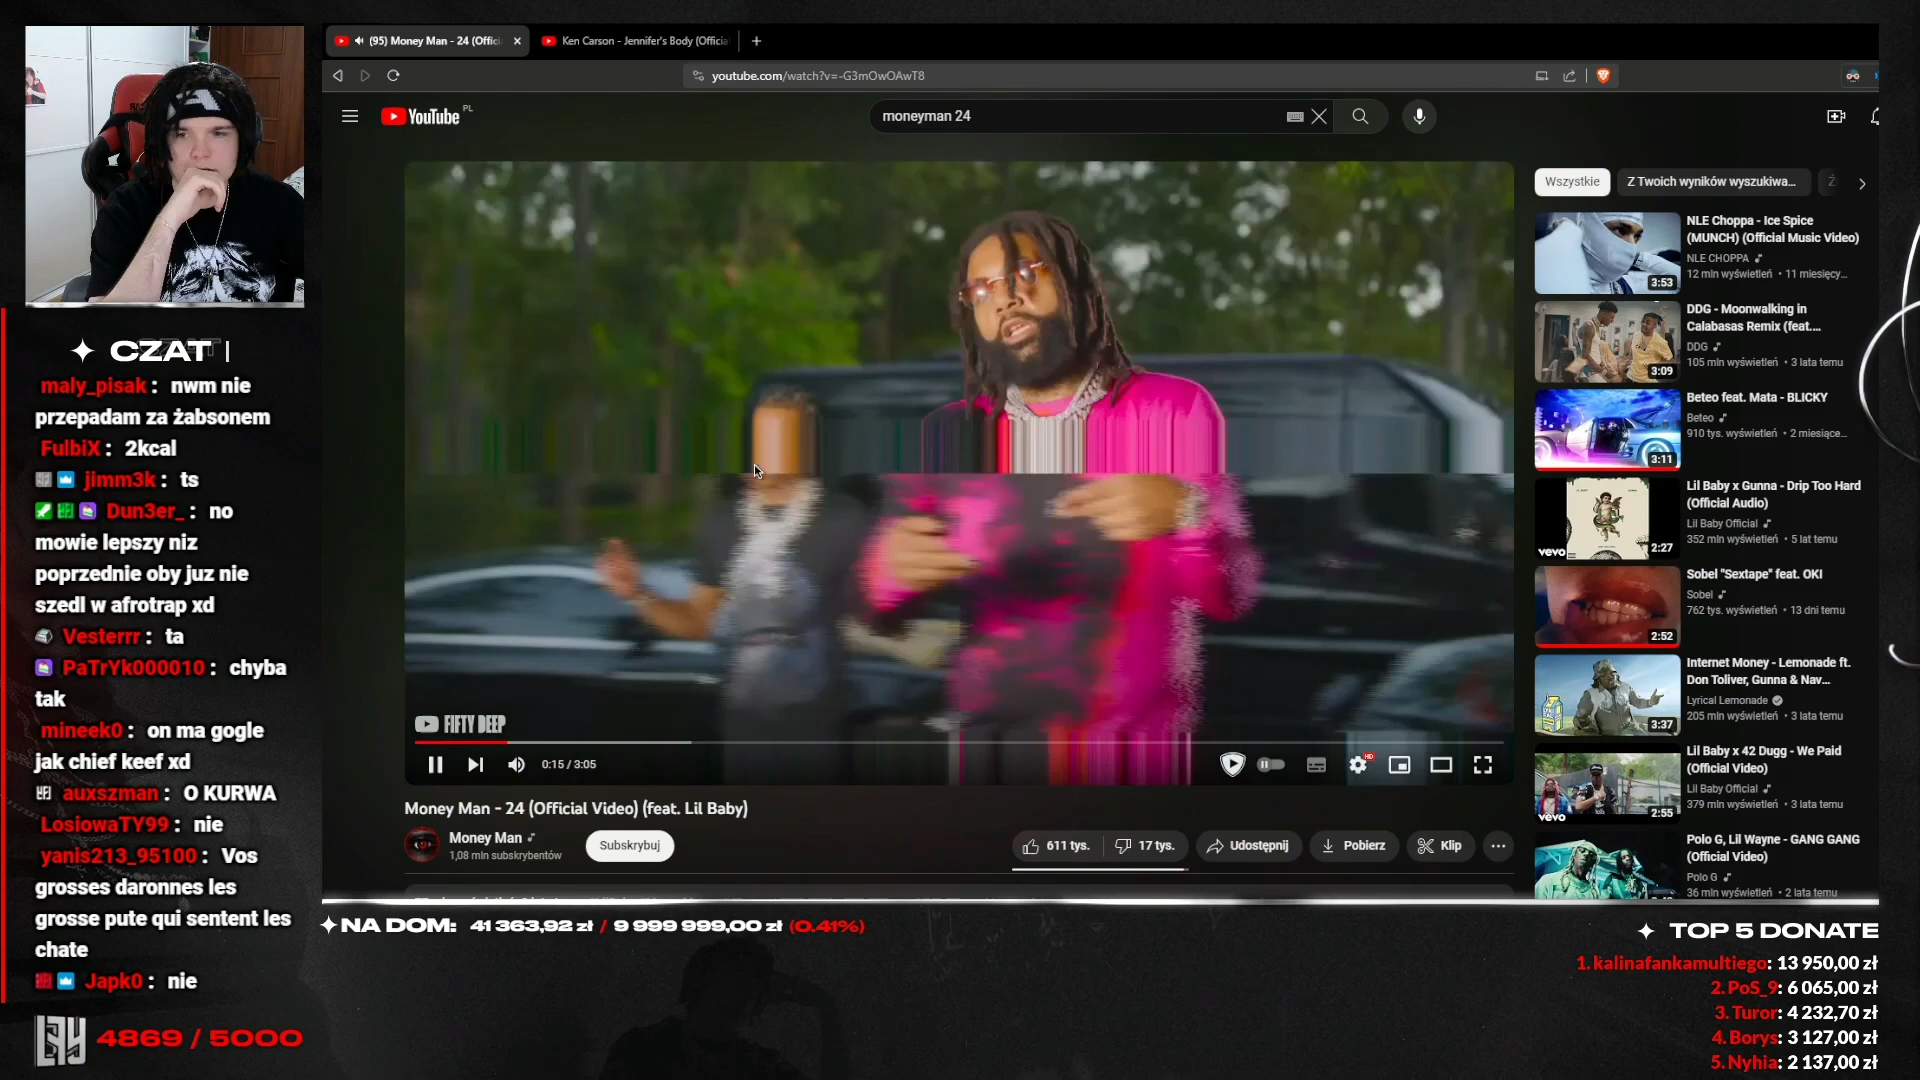 (95) Money Man - 24 (Offici
Ken Carson - Jennifer's Body (Officia
youtube.com/watch?v=-G3mOwOAwT8
YouTube PL
moneyman 24
Wszystkie
Z Twoich wyników wyszukiwa...
NLE Choppa - Ice Spice
(MUNCH) (Official Music Video)
NLE CHOPPA
12 mln wyświetleń • 11 miesięcy...
3:53
DDG - Moonwalking in
Calabasas Remix (feat....
DDG
105 mln wyświetleń • 3 lata temu
3:09
Beteo feat. Mata - BLICKY
Beteo
910 tys. wyświetleń • 2 miesiące...
3:11
Lil Baby x Gunna - Drip Too Hard
(Official Audio)
Lil Baby Official
352 mln wyświetleń • 5 lat temu
vevo
2:27
Sobel "Sextape" feat. OKI
Sobel
762 tys. wyświetleń • 13 dni temu
2:52
Internet Money - Lemonade ft.
Don Toliver, Gunna & Nav...
Lyrical Lemonade
205 mln wyświetleń • 3 lata temu
3:37
Lil Baby x 42 Dugg - We Paid
(Official Video)
Lil Baby Official
379 mln wyświetleń • 3 lata temu
vevo
2:55
Polo G, Lil Wayne - GANG GANG
(Official Video)
Polo G
36 mln wyświetleń • 2 lata temu
FIFTY DEEP
0:15 / 3:05
HD
Money Man - 24 (Official Video) (feat. Lil Baby)
Money Man
1,08 mln subskrybentów
Subskrybuj
611 tys.
17 tys.
Udostępnij
Pobierz
Klip
CZAT
maly_pisak: nwm nie
przepadam za żabsonem
FulbiX: 2kcal
jimm3k: ts
Dun3er_: no
mowie lepszy niz
poprzednie oby juz nie
szedl w afrotrap xd
Vesterrr: ta
PaTrYk000010: chyba
tak
mineek0: on ma gogle
jak chief keef xd
auxszman: O KURWA
LosiowaTY99: nie
yanis213_95100: Vos
grosses daronnes les
grosse pute qui sentent les
chate
Japk0: nie
4869 / 5000
NA DOM: 41 363,92 zł / 9 999 999,00 zł (0.41%)
TOP 5 DONATE
1. kalinafankamultiego: 13 950,00 zł
2. PoS_9: 6 065,00 zł
3. Turor: 4 232,70 zł
4. Borys: 3 127,00 zł
5. Nyhia: 2 137,00 zł